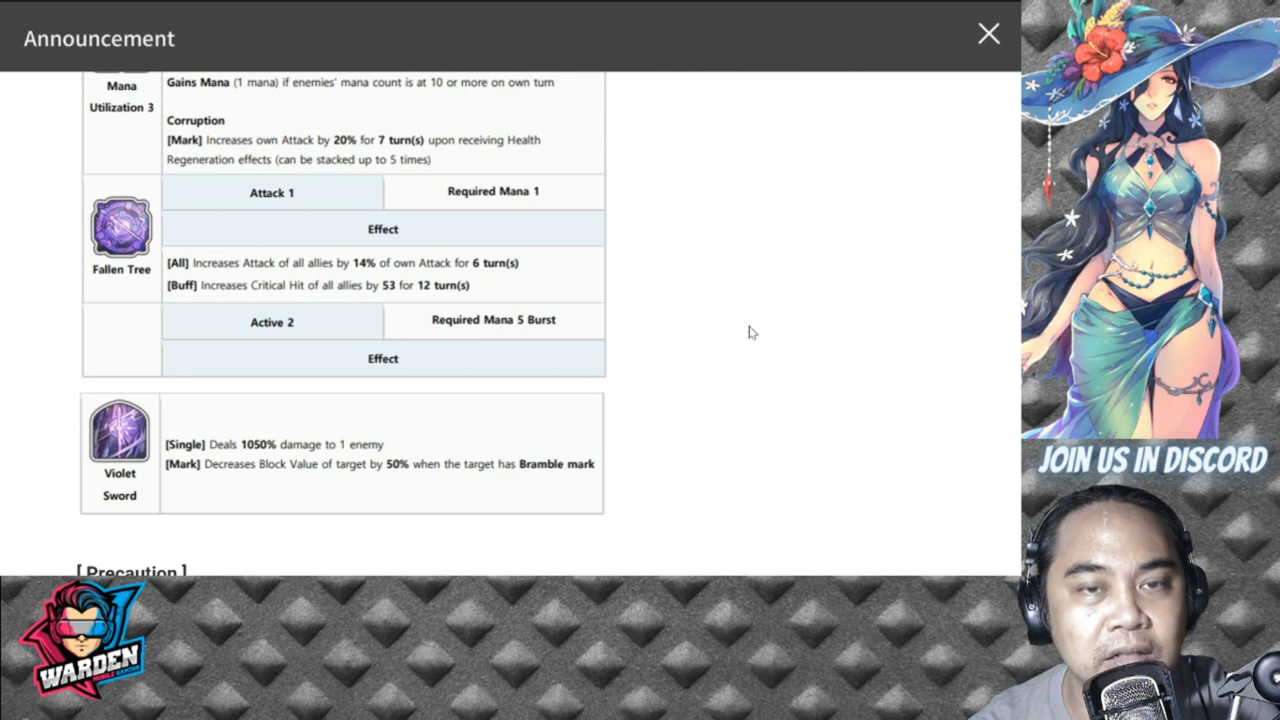 Announcement
Mana
Utilization 3
Gains Mana (1 mana) if enemies' mana count is at 10 or more on own turn
Corruption
[Mark] Increases own Attack by 20% for 7 turn(s) upon receiving Health
Regeneration effects (can be stacked up to 5 times)
Fallen Tree
Attack 1
Required Mana 1
Effect
[All] Increases Attack of all allies by 14% of own Attack for 6 turn(s)
[Buff] Increases Critical Hit of all allies by 53 for 12 turn(s)
Active 2
Required Mana 5 Burst
Effect
Violet
Sword
[Single] Deals 1050% damage to 1 enemy
[Mark] Decreases Block Value of target by 50% when the target has Bramble mark
[ Precaution ]
JOIN US IN DISCORD
WARDEN
MOBILE GAMING